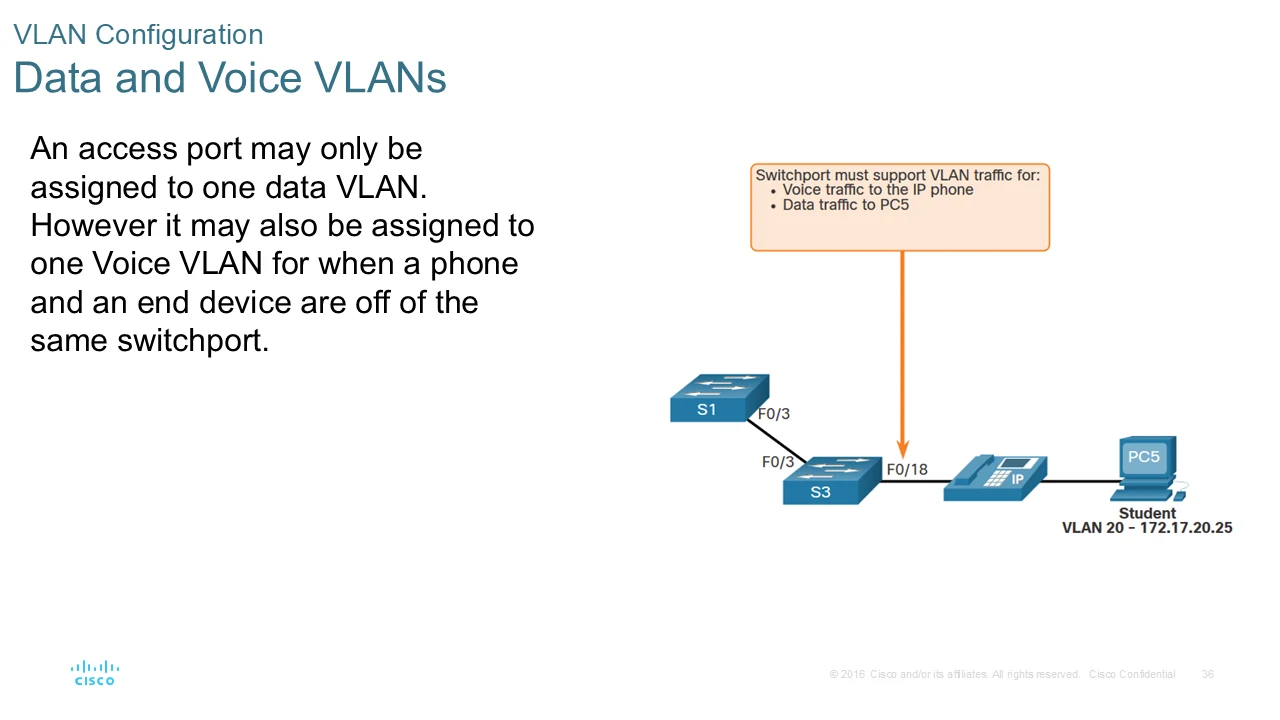 VLAN Configuration
Data and Voice VLANs
An access port may only be
assigned to one data VLAN.
However it may also be assigned to
one Voice VLAN for when a phone
and an end device are off of the
same switchport.
Switchport must support VLAN traffic for:
• Voice traffic to the IP phone
• Data traffic to PC5
S1
F0/3
F0/3
S3
F0/18
IP
PC5
Student
VLAN 20 - 172.17.20.25
CISCO
© 2016 Cisco and/or its affiliates. All rights reserved. Cisco Confidential
36